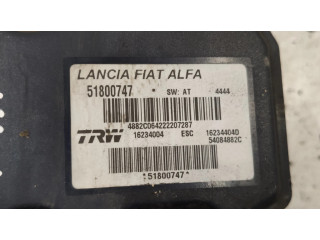 LANCIA FIAT ALFA
51800747 * SW: AT 4444
4882C064222207287
TRW 16234004 ESC 16234404D
54084882C
*51800747*